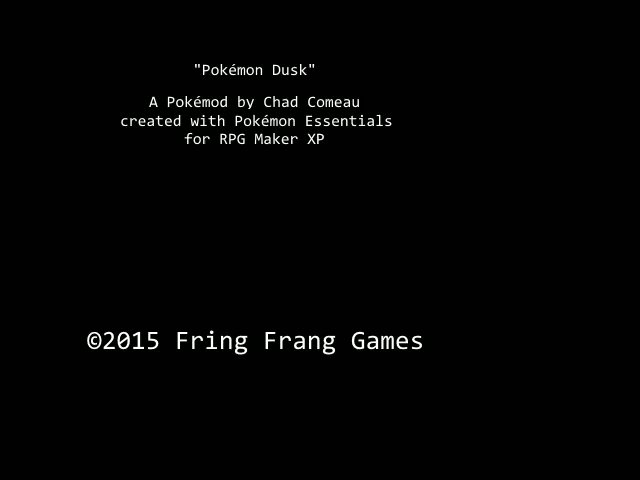 "Pokémon Dusk"
A Pokémod by Chad Comeau
created with Pokémon Essentials
for RPG Maker XP
©2015 Fring Frang Games